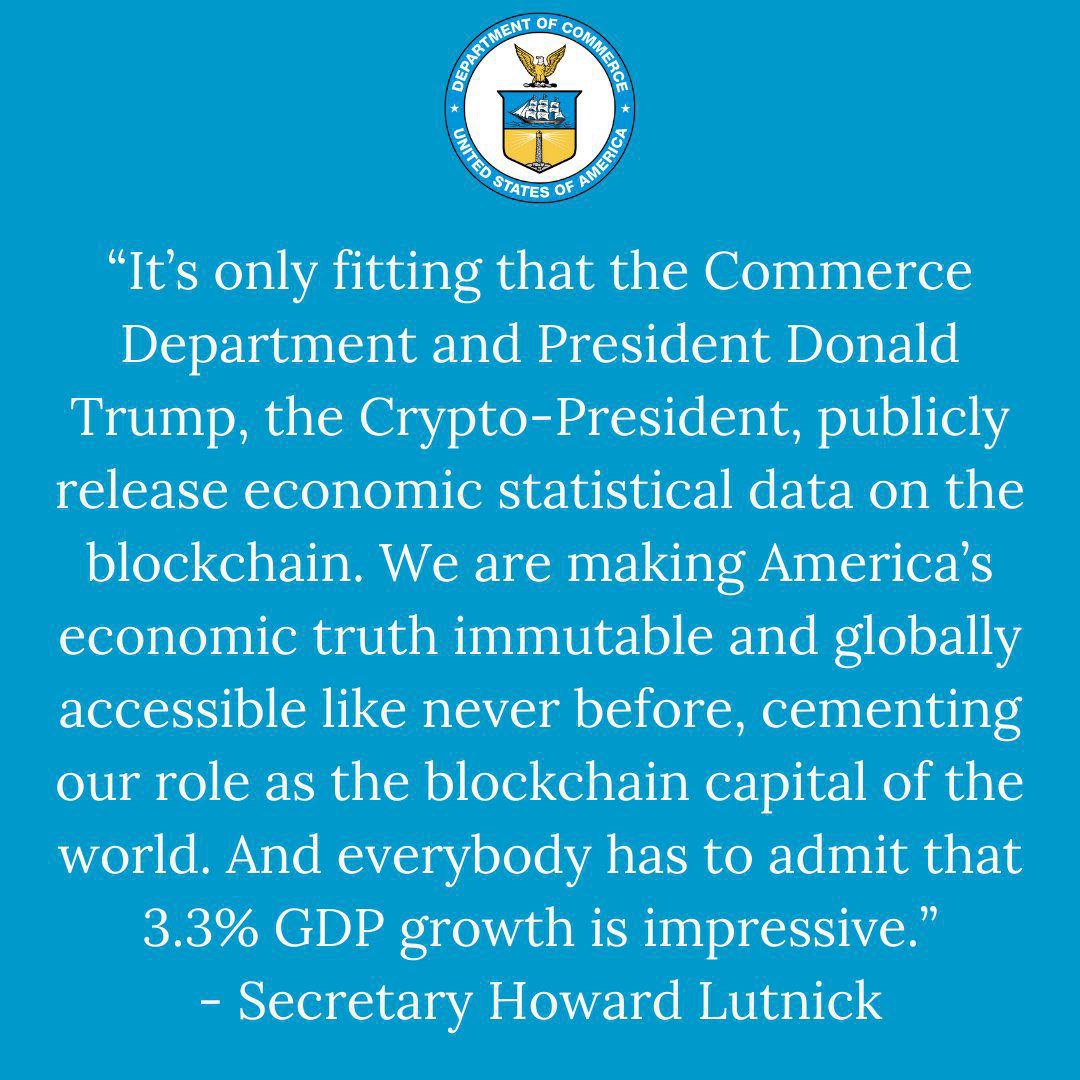 DEPARTMENT OF COMMERCE
UNITED STATES OF AMERICA
“It’s only fitting that the Commerce
Department and President Donald
Trump, the Crypto-President, publicly
release economic statistical data on the
blockchain. We are making America’s
economic truth immutable and globally
accessible like never before, cementing
our role as the blockchain capital of the
world. And everybody has to admit that
3.3% GDP growth is impressive.”
- Secretary Howard Lutnick